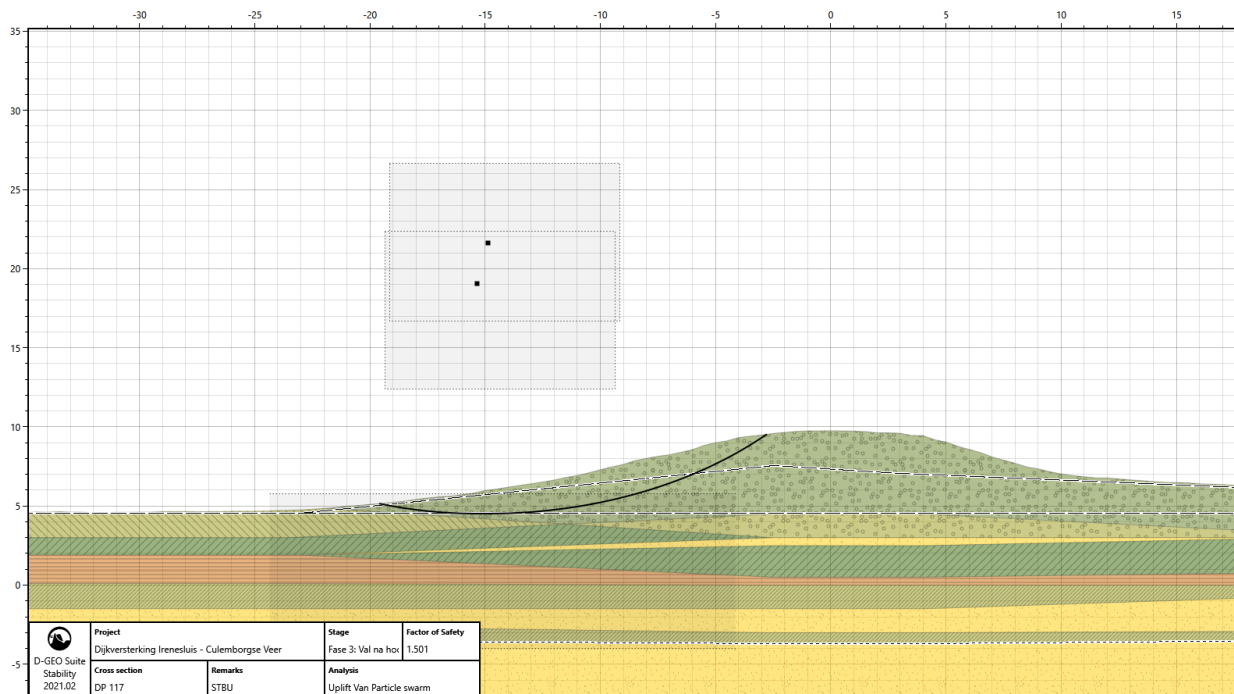 -30 -25 -20 -15 -10 -5 0 5 10 15
35
30
25
20
15
10
5
0
-5
D-GEO Suite
Stability
2021.02
Project
Dijkversterking Irenesluis - Culemborgse Veer
Stage
Fase 3: Val na hoo
Factor of Safety
1.501
Cross section
DP 117
Remarks
STBU
Analysis
Uplift Van Particle swarm